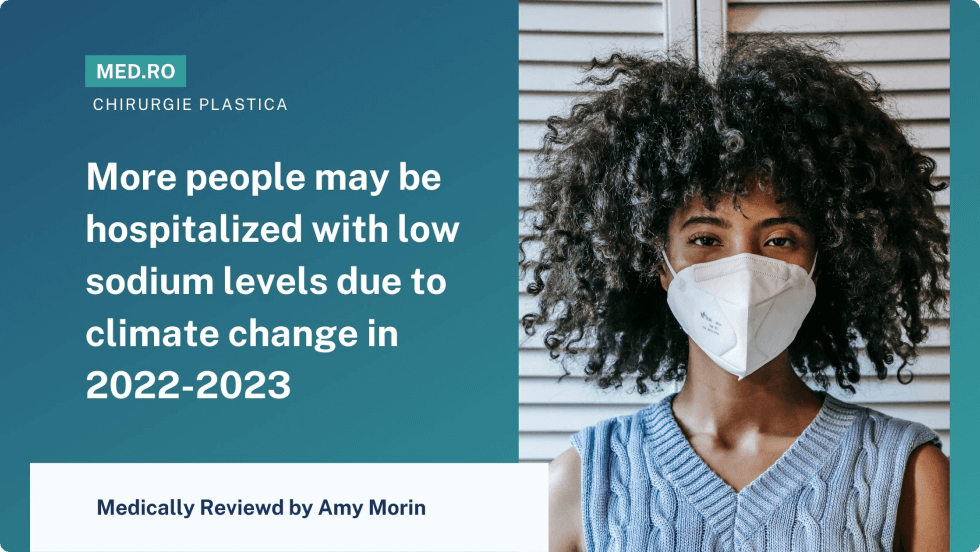 MED.RO
CHIRURGIE PLASTICA
More people may be
hospitalized with low
sodium levels due to
climate change in
2022-2023
Medically Reviewd by Amy Morin